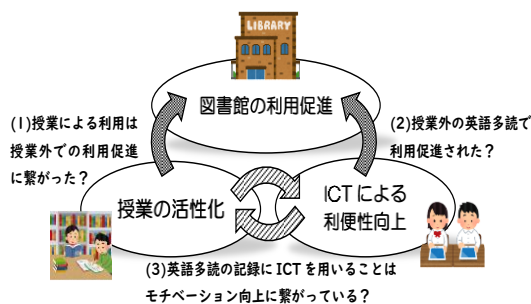 LIBRARY
図書館の利用促進
(1)授業による利用は
授業外での利用促進
に繋がった？
(2)授業外の英語多読で
利用促進された？
授業の活性化
ICTによる
利便性向上
(3)英語多読の記録にICTを用いることは
モチベーション向上に繋がっている？